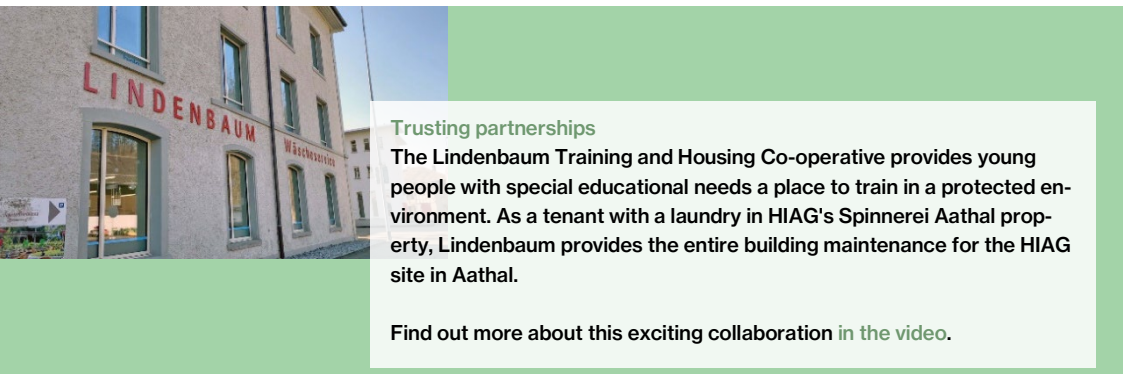 LINDENBAUM
Wäscheservice
Trusting partnerships
The Lindenbaum Training and Housing Co-operative provides young
people with special educational needs a place to train in a protected en-
vironment. As a tenant with a laundry in HIAG's Spinnerei Aathal prop-
erty, Lindenbaum provides the entire building maintenance for the HIAG
site in Aathal.
Find out more about this exciting collaboration in the video.